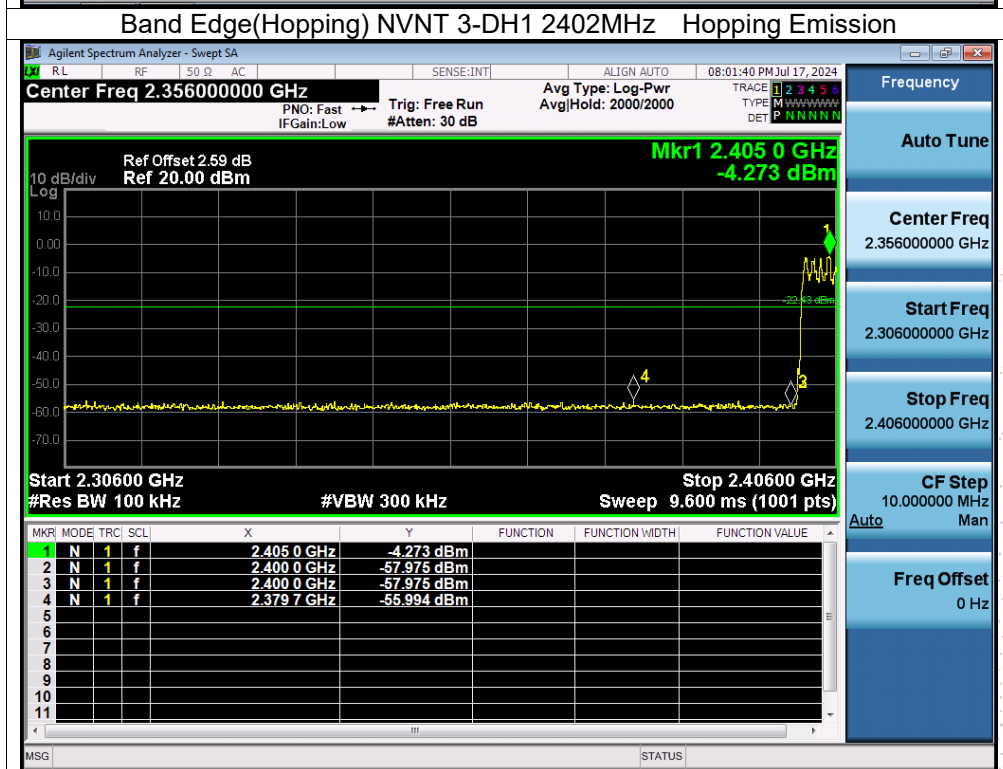 Band Edge(Hopping) NVNT 3-DH1 2402MHz Hopping Emission
Agilent Spectrum Analyzer - Swept SA
LXI RL RF 50 Ω AC SENSE:INT ALIGN AUTO 08:01:40 PM Jul 17, 2024
Center Freq 2.356000000 GHz
PNO: Fast
IFGain:Low
Trig: Free Run
#Atten: 30 dB
Avg Type: Log-Pwr
Avg|Hold: 2000/2000
TRACE 1 2 3 4 5 6
TYPE M WWWWW
DET P N N N N N
Frequency
Auto Tune
Center Freq
2.356000000 GHz
Start Freq
2.306000000 GHz
Stop Freq
2.406000000 GHz
CF Step
10.000000 MHz
Auto Man
Freq Offset
0 Hz
Mkr1 2.405 0 GHz
-4.273 dBm
Ref Offset 2.59 dB
10 dB/div Ref 20.00 dBm
Log
10.0
0.00
-10.0
-20.0
-30.0
-40.0
-50.0
-60.0
-70.0
1
-22.43 dBm
4
3
Start 2.30600 GHz Stop 2.40600 GHz
#Res BW 100 kHz #VBW 300 kHz Sweep 9.600 ms (1001 pts)
MKR MODE TRC SCL X Y FUNCTION FUNCTION WIDTH FUNCTION VALUE
1 N 1 f 2.405 0 GHz -4.273 dBm
2 N 1 f 2.400 0 GHz -57.975 dBm
3 N 1 f 2.400 0 GHz -57.975 dBm
4 N 1 f 2.379 7 GHz -55.994 dBm
5
6
7
8
9
10
11
MSG STATUS